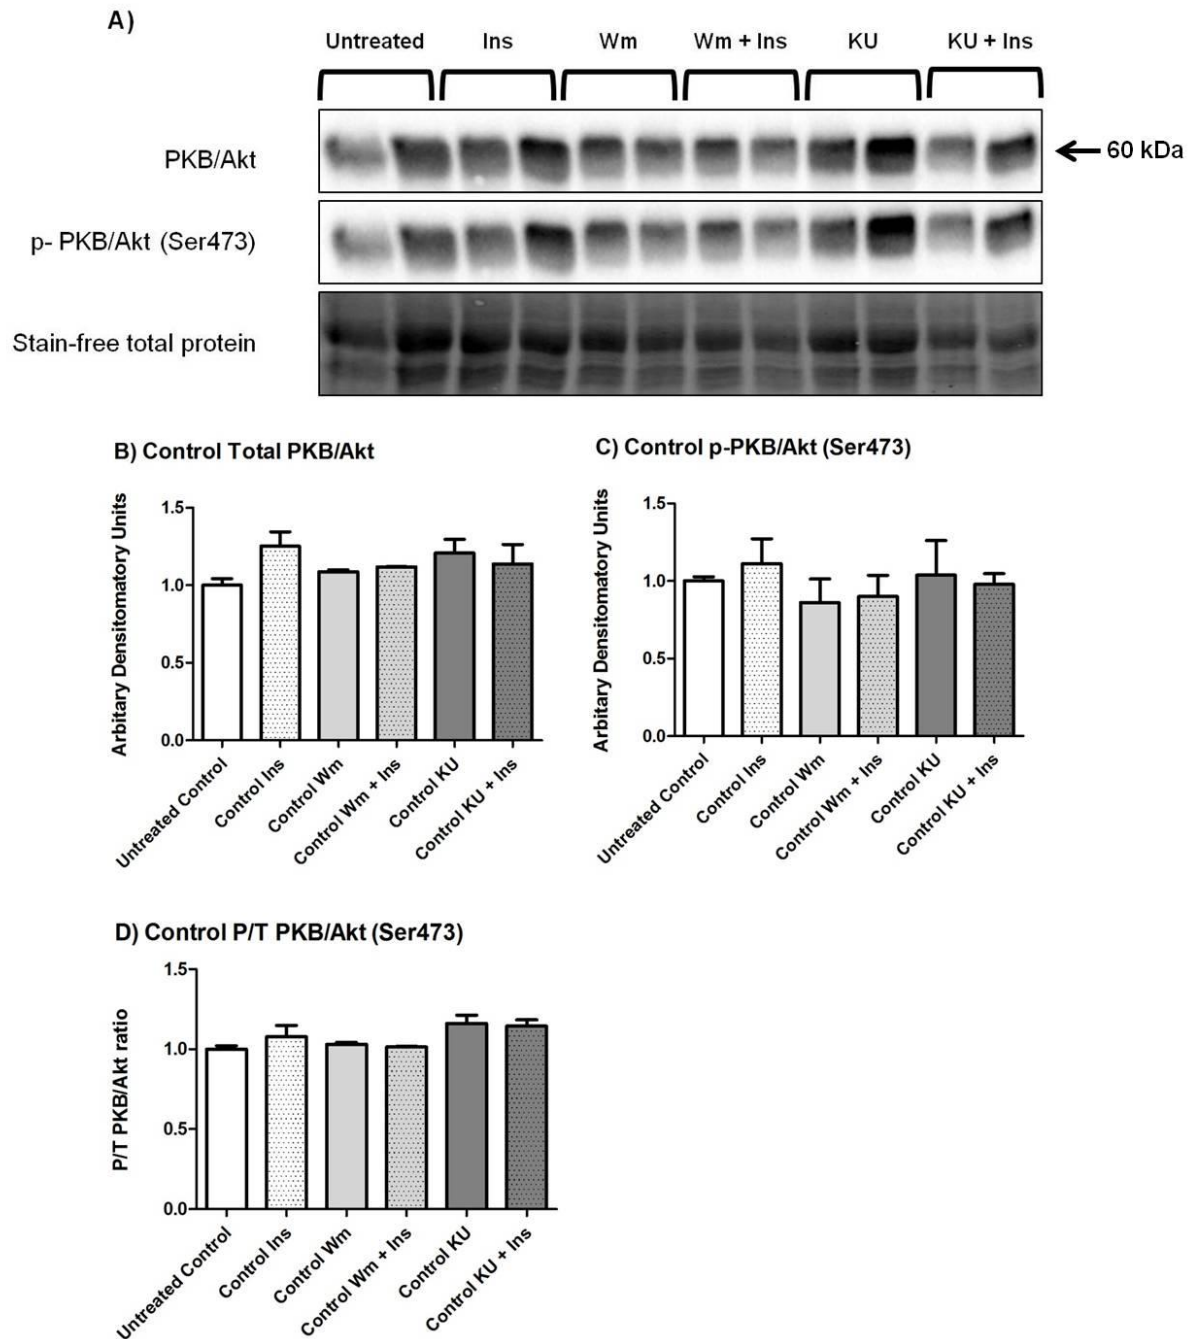 A)
Untreated Ins Wm Wm + Ins KU KU + Ins
PKB/Akt
60 kDa
p- PKB/Akt (Ser473)
Stain-free total protein
B) Control Total PKB/Akt
Arbitary Densitomatory Units
1.5
1.0
0.5
0.0
Untreated Control
Control Ins
Control Wm
Control Wm + Ins
Control KU
Control KU + Ins
C) Control p-PKB/Akt (Ser473)
Arbitary Densitomatory Units
1.5
1.0
0.5
0.0
Untreated Control
Control Ins
Control Wm
Control Wm + Ins
Control KU
Control KU + Ins
D) Control P/T PKB/Akt (Ser473)
P/T PKB/Akt ratio
1.5
1.0
0.5
0.0
Untreated Control
Control Ins
Control Wm
Control Wm + Ins
Control KU
Control KU + Ins